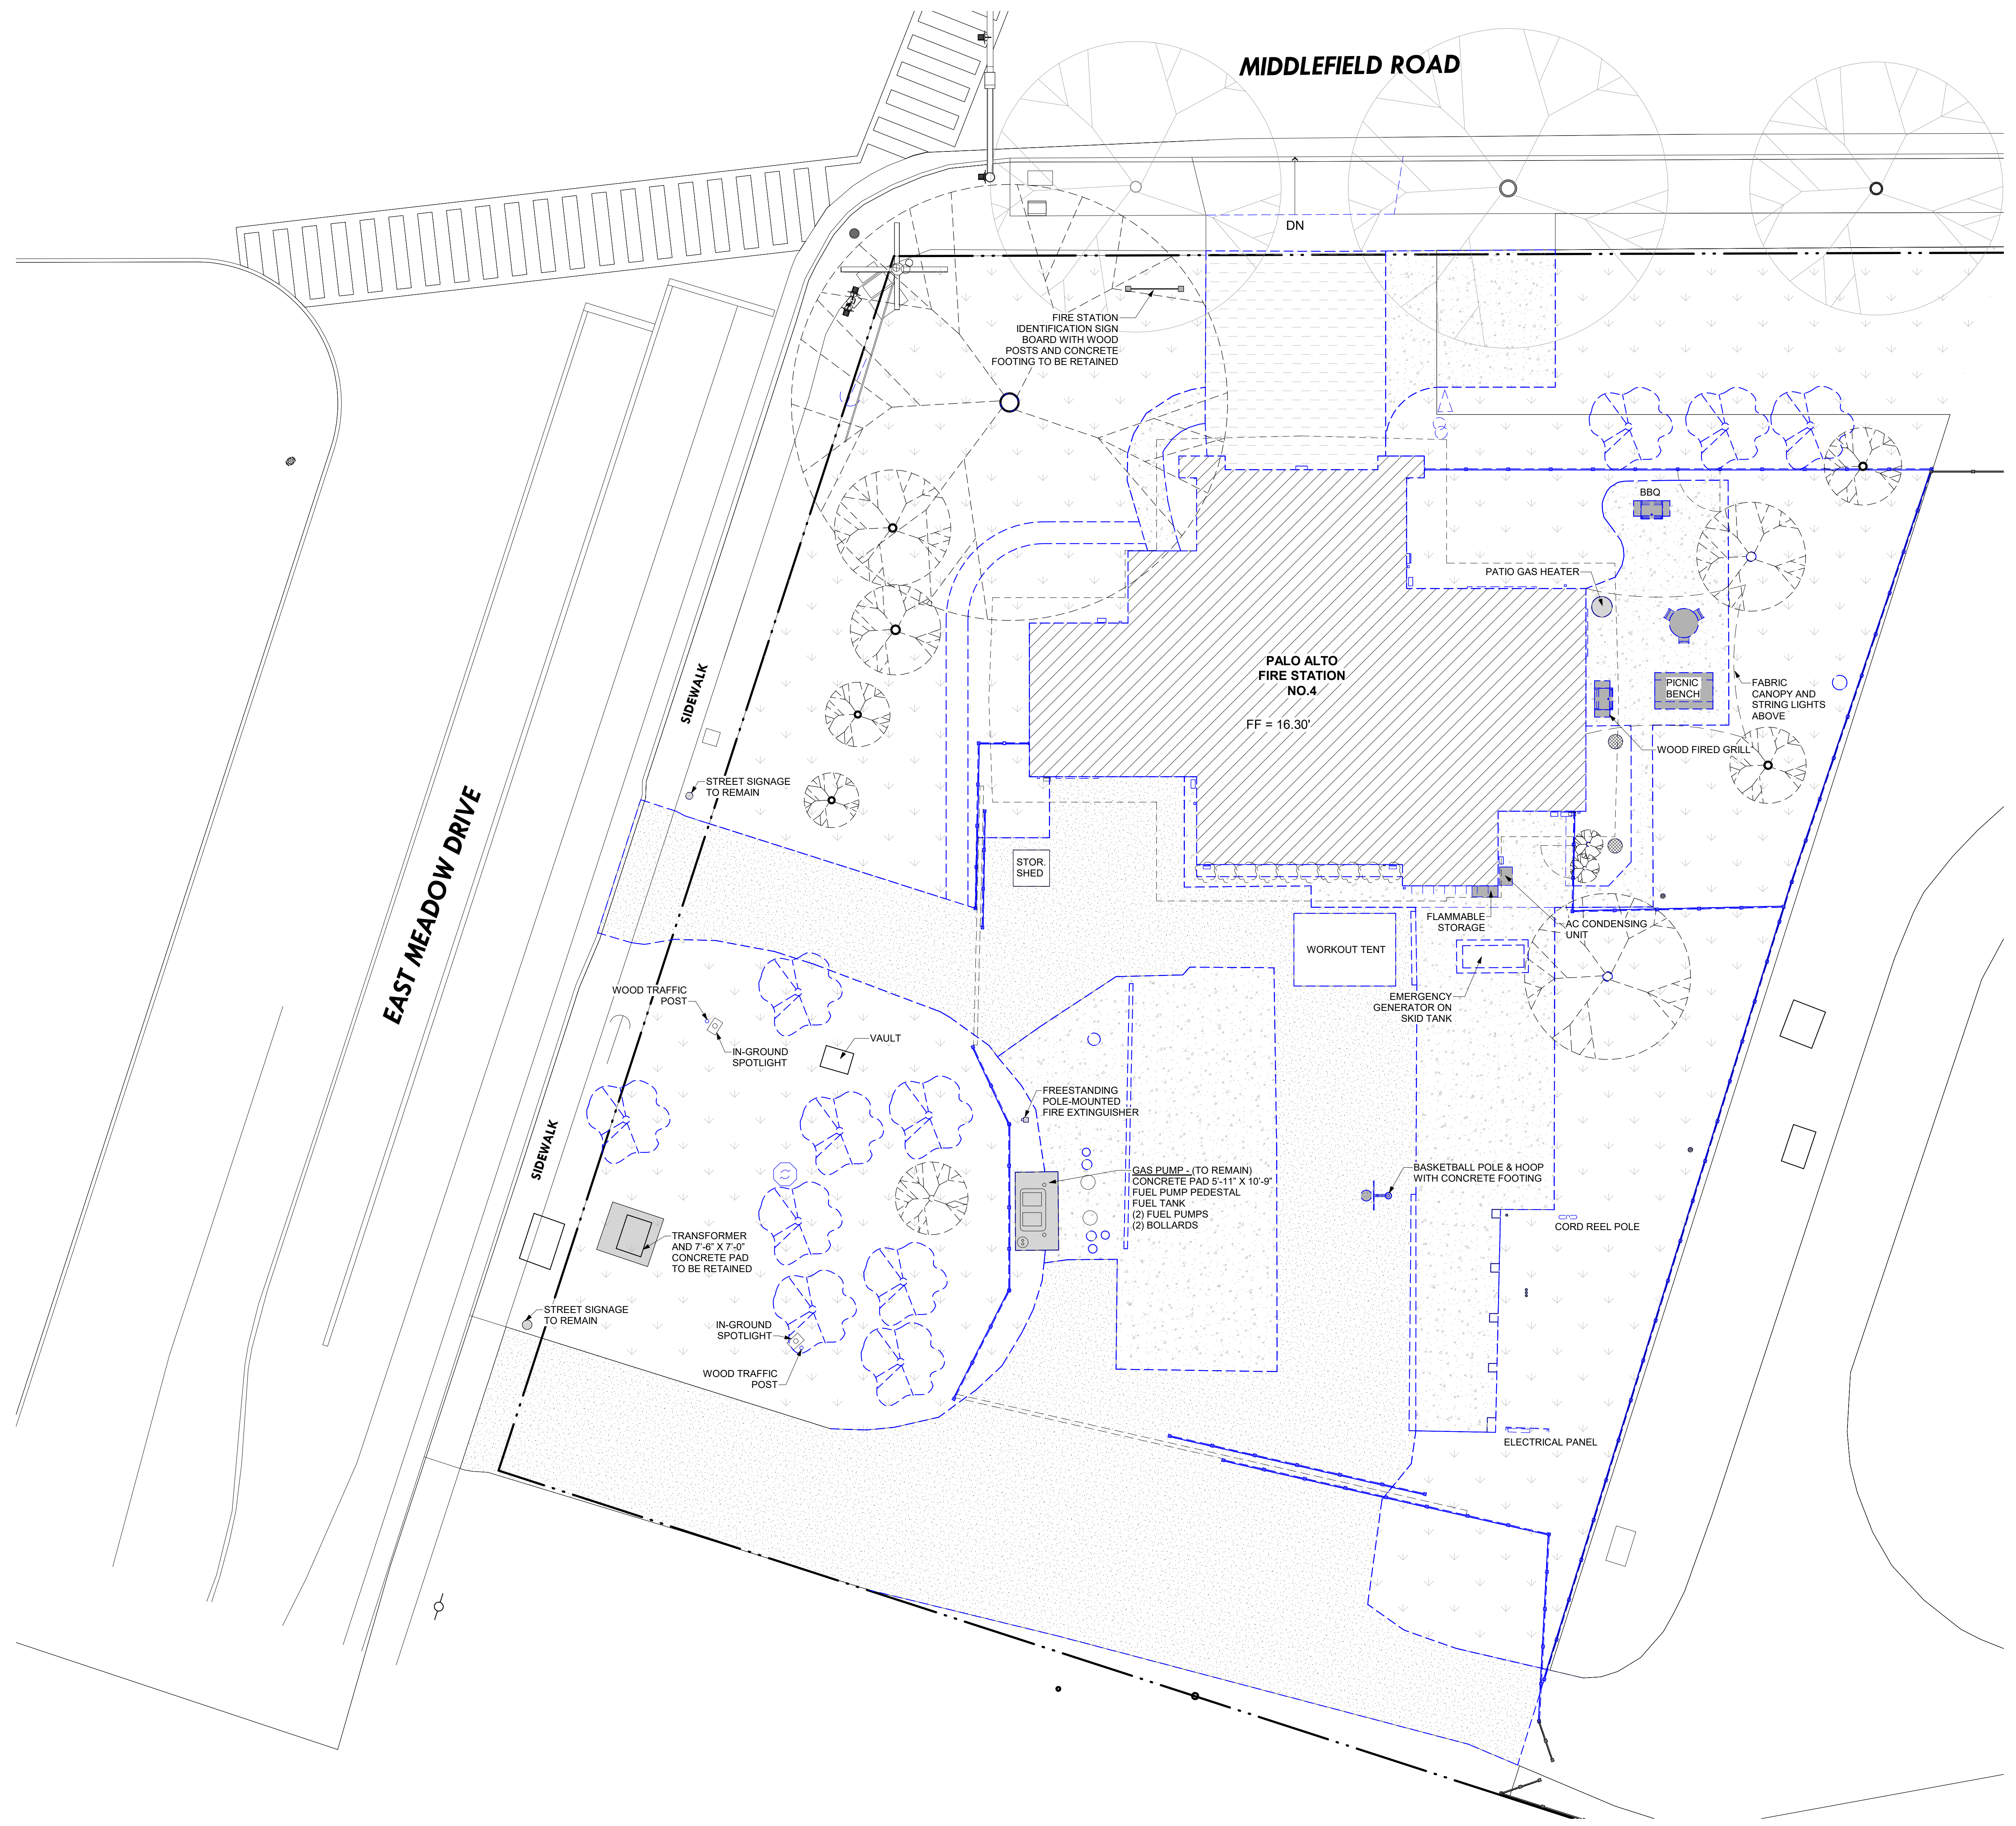 MIDDLEFIELD ROAD
DN
FIRE STATION
IDENTIFICATION SIGN
BOARD WITH WOOD
POSTS AND CONCRETE
FOOTING TO BE RETAINED
BBQ
PATIO GAS HEATER
PALO ALTO
FIRE STATION
NO.4
FF = 16.30'
PICNIC
BENCH
FABRIC
CANOPY AND
STRING LIGHTS
ABOVE
WOOD FIRED GRILL
SIDEWALK
STREET SIGNAGE
TO REMAIN
EAST MEADOW DRIVE
STOR.
SHED
FLAMMABLE
STORAGE
AC CONDENSING
UNIT
WORKOUT TENT
EMERGENCY
GENERATOR ON
SKID TANK
WOOD TRAFFIC
POST
IN-GROUND
SPOTLIGHT
VAULT
FREESTANDING
POLE-MOUNTED
FIRE EXTINGUISHER
SIDEWALK
GAS PUMP - (TO REMAIN)
CONCRETE PAD 5'-11" X 10'-9"
FUEL PUMP PEDESTAL
FUEL TANK
(2) FUEL PUMPS
(2) BOLLARDS
BASKETBALL POLE & HOOP
WITH CONCRETE FOOTING
CORD REEL POLE
TRANSFORMER
AND 7'-6" X 7'-0"
CONCRETE PAD
TO BE RETAINED
STREET SIGNAGE
TO REMAIN
IN-GROUND
SPOTLIGHT
WOOD TRAFFIC
POST
ELECTRICAL PANEL